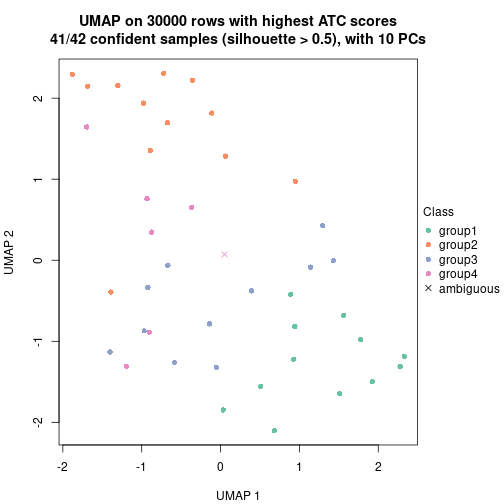 UMAP on 30000 rows with highest ATC scores
41/42 confident samples (silhouette > 0.5), with 10 PCs
2
1
0
-1
-2
UMAP 2
-2
-1
0
1
2
UMAP 1
Class
group1
group2
group3
group4
ambiguous